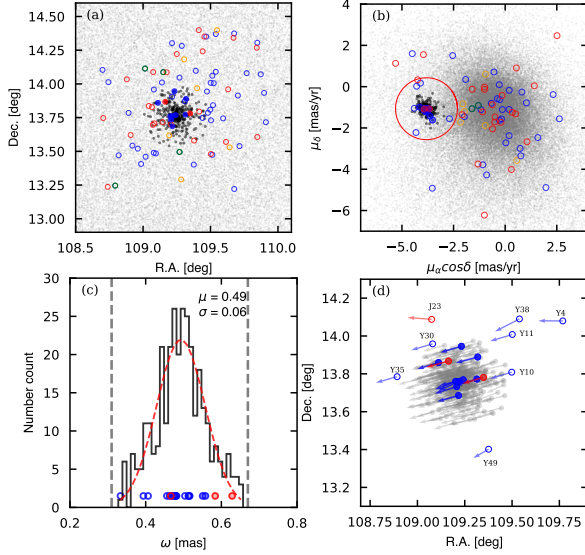 (a)
14.50
14.25
14.00
13.75
13.50
13.25
13.00
Dec. [deg]
108.5
109.0
109.5
110.0
R.A. [deg]
(b)
4
2
0
−2
−4
−6
μδ [mas/yr]
−5.0
−2.5
0.0
2.5
μαcosδ [mas/yr]
(c)
μ = 0.49
σ = 0.06
30
25
20
15
10
5
0
Number count
0.2
0.4
0.6
0.8
ω [mas]
(d)
J23
Y38
Y4
Y30
Y11
Y35
Y10
Y49
14.2
14.0
13.8
13.6
13.4
13.2
Dec. [deg]
108.75
109.00
109.25
109.50
109.75
R.A. [deg]